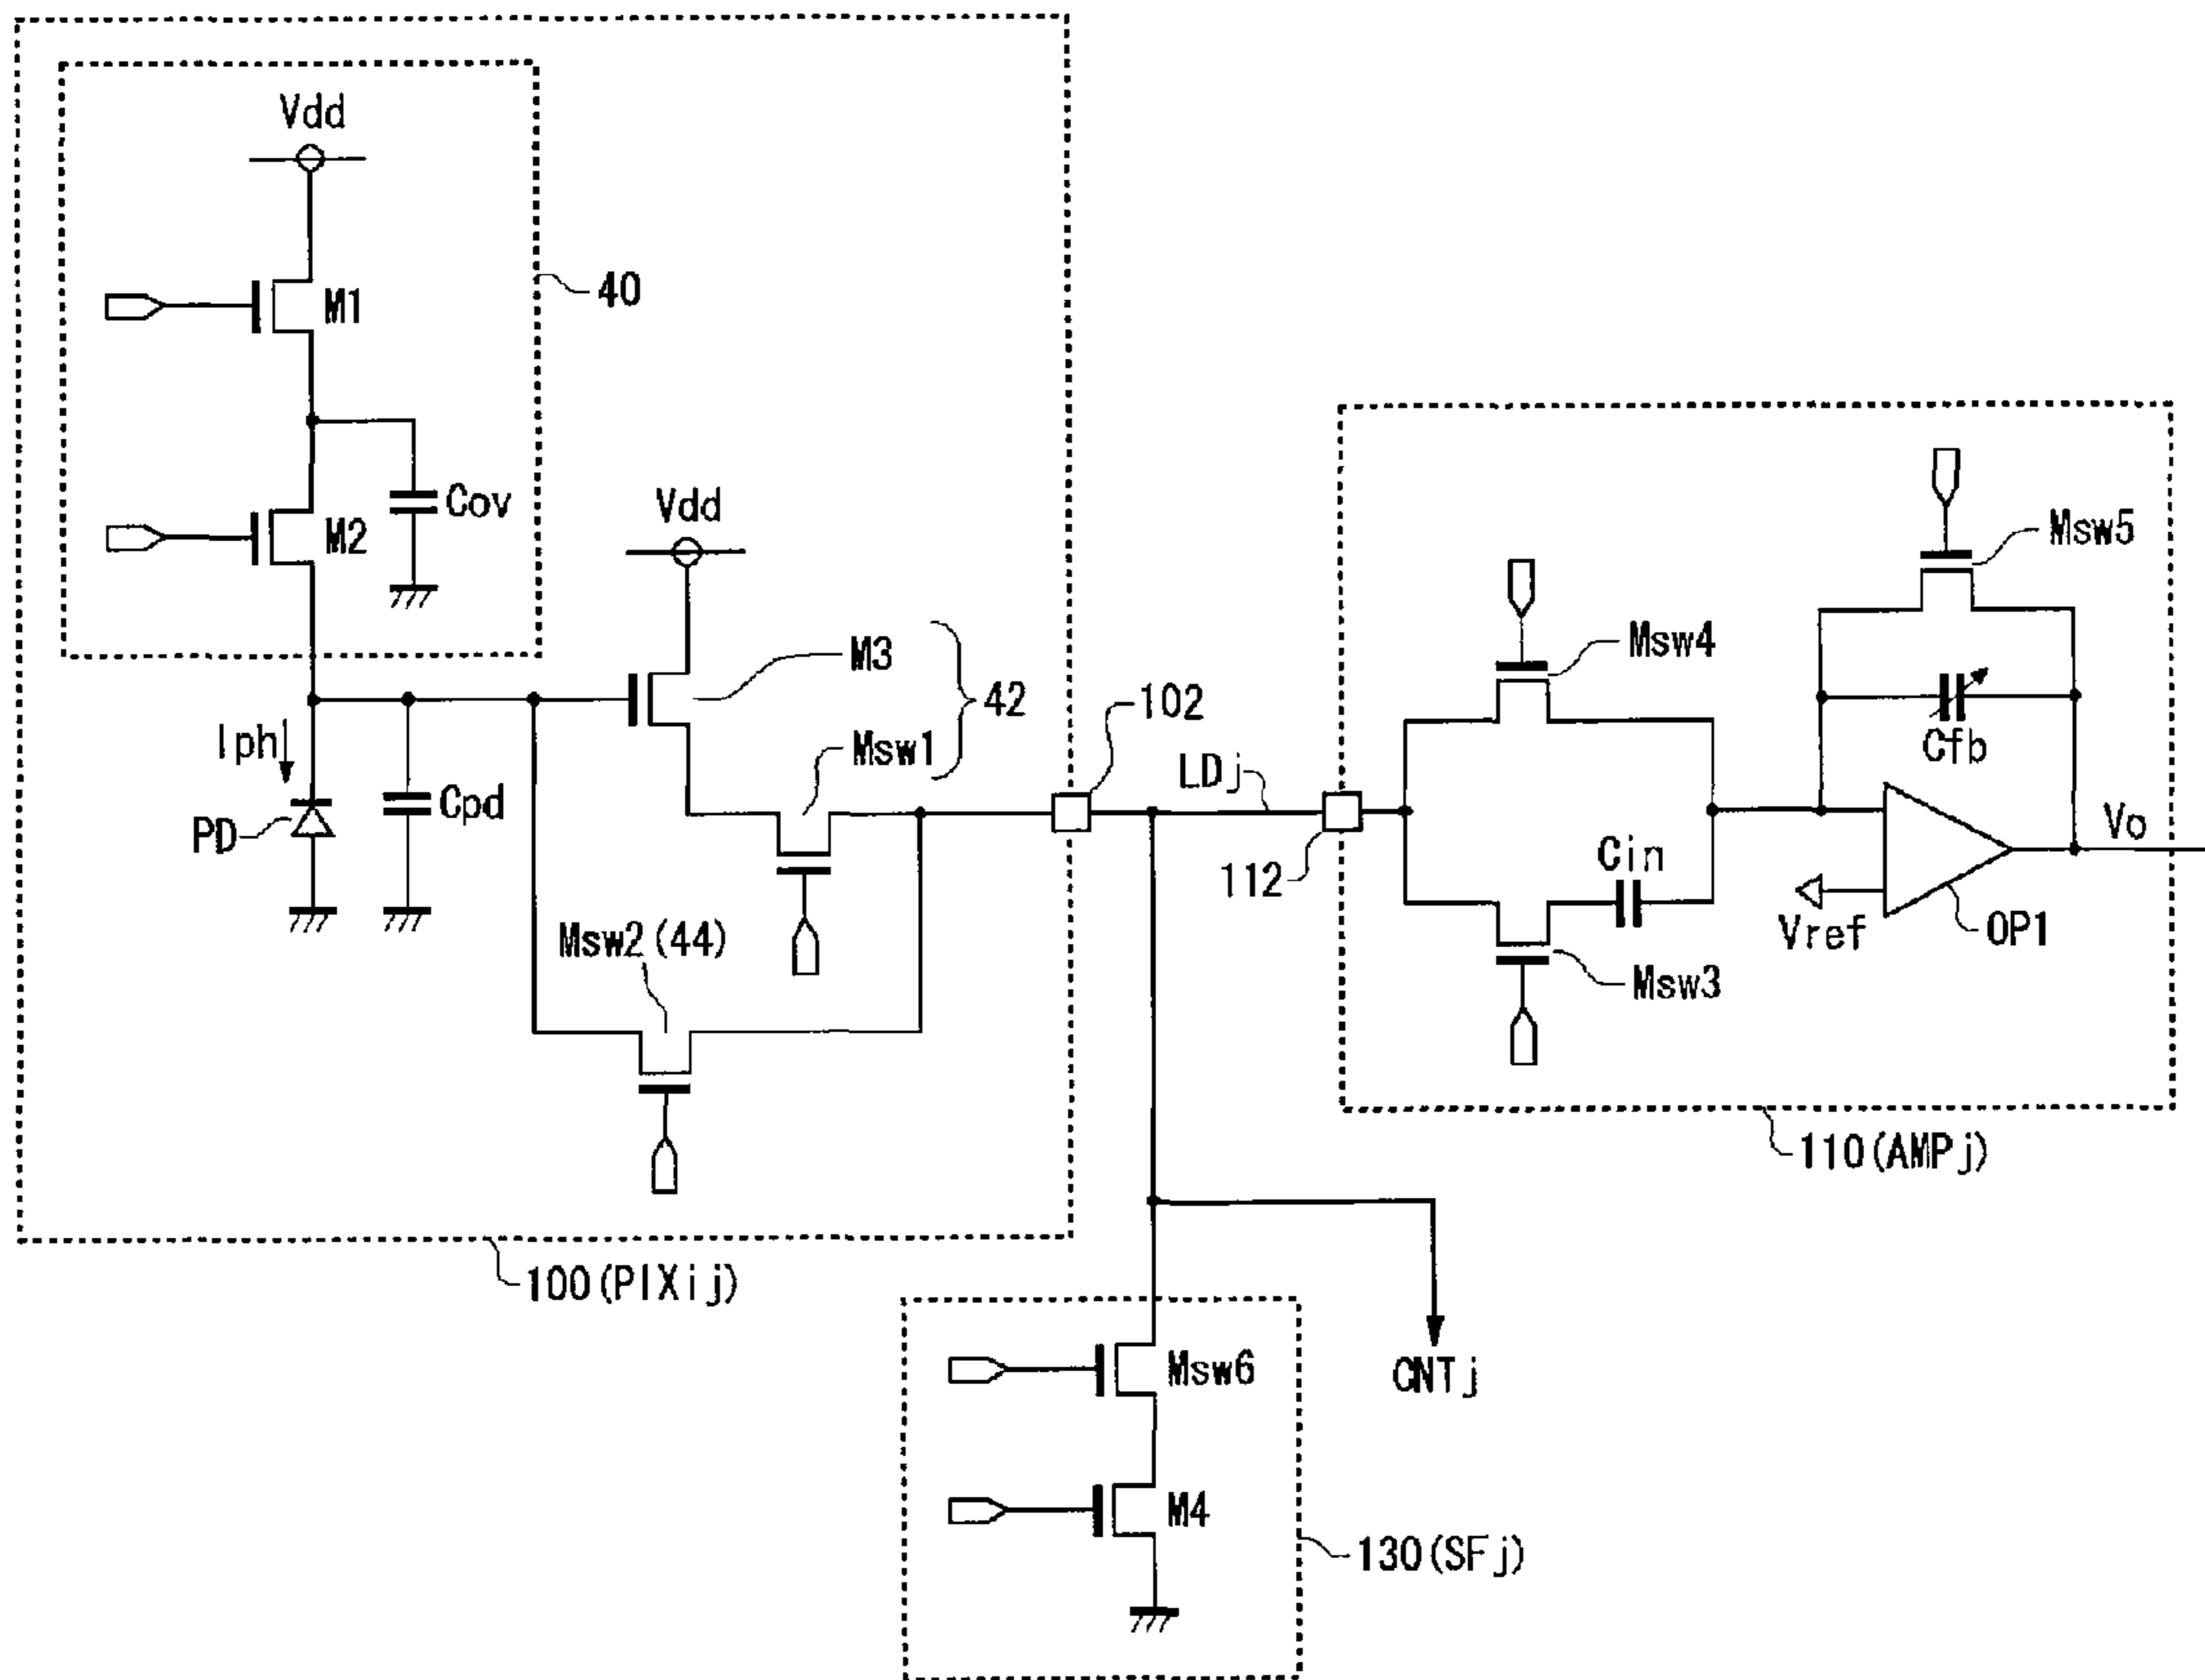 Vdd
M1
40
Cov
M2
Vdd
Msw5
Msw4
M3
42
102
Iph
Cfb
Msw1
LDj
Cpd
PD
Vo
Cin
112
Msw2(44)
Vref
OP1
Msw3
110(AMPj)
100(PIXij)
Msw6
CNTj
M4
130(SFj)